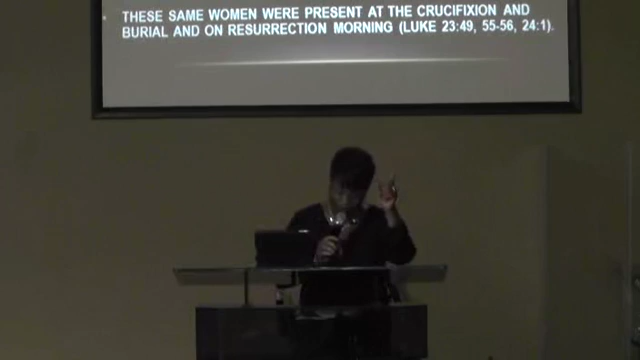 THESE SAME WOMEN WERE PRESENT AT THE CRUCIFIXION AND
BURIAL AND ON RESURRECTION MORNING (LUKE 23:49, 55-56, 24:1).